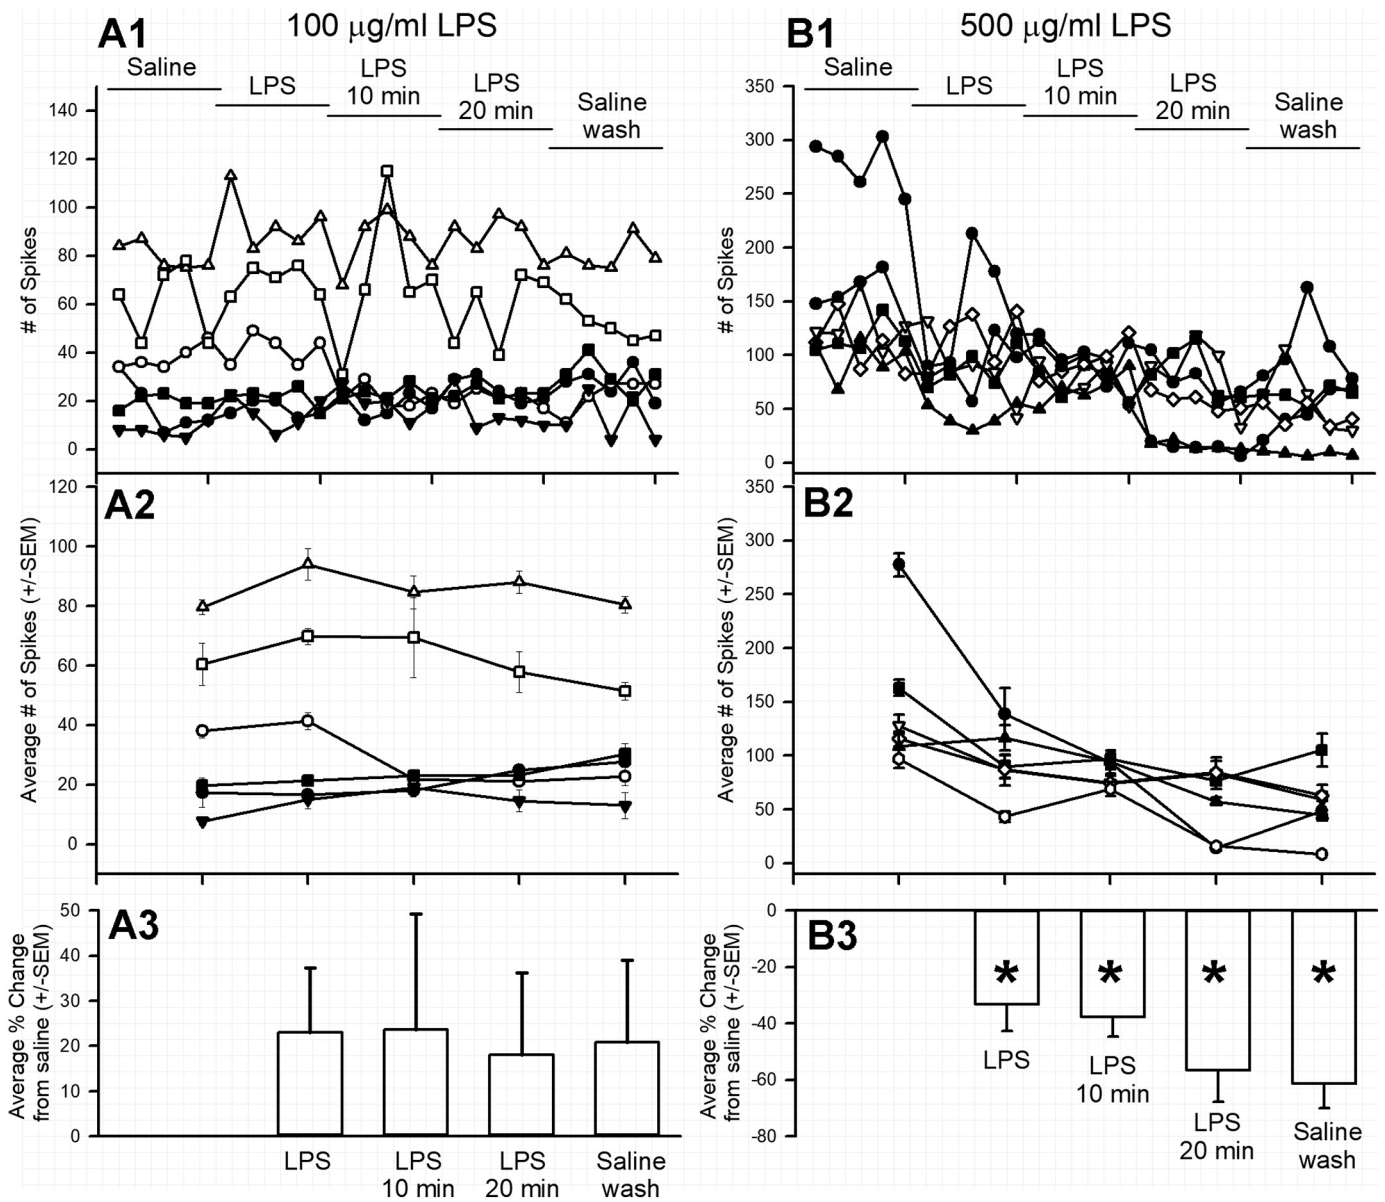 A1
100 µg/ml LPS
Saline
LPS
LPS
10 min
LPS
20 min
Saline
wash
# of Spikes
140
120
100
80
60
40
20
0
B1
500 µg/ml LPS
Saline
LPS
LPS
10 min
LPS
20 min
Saline
wash
# of Spikes
350
300
250
200
150
100
50
0
A2
Average # of Spikes (+/-SEM)
120
100
80
60
40
20
0
B2
Average # of Spikes (+/-SEM)
350
300
250
200
150
100
50
0
A3
Average % Change
from saline (+/-SEM)
50
40
30
20
10
0
LPS
LPS
10 min
LPS
20 min
Saline
wash
B3
Average % Change
from saline (+/-SEM)
0
-20
-40
-60
-80
*
*
*
*
LPS
LPS
10 min
LPS
20 min
Saline
wash